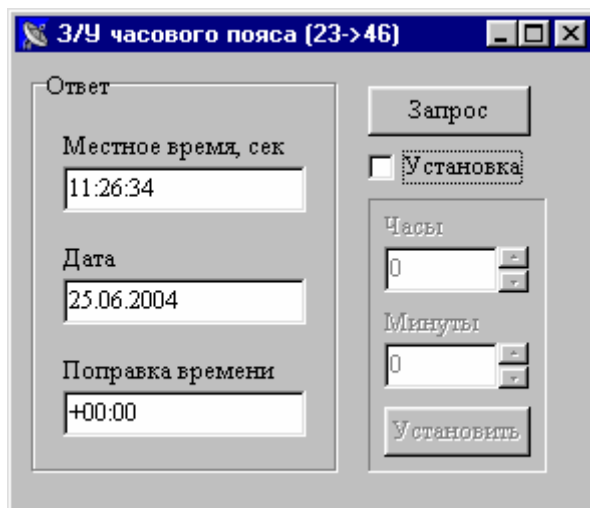 З/У часового пояса (23->46)
Ответ
Местное время, сек
11:26:34
Дата
25.06.2004
Поправка времени
+00:00
Запрос
Установка
Часы
0
Минуты
0
Установить